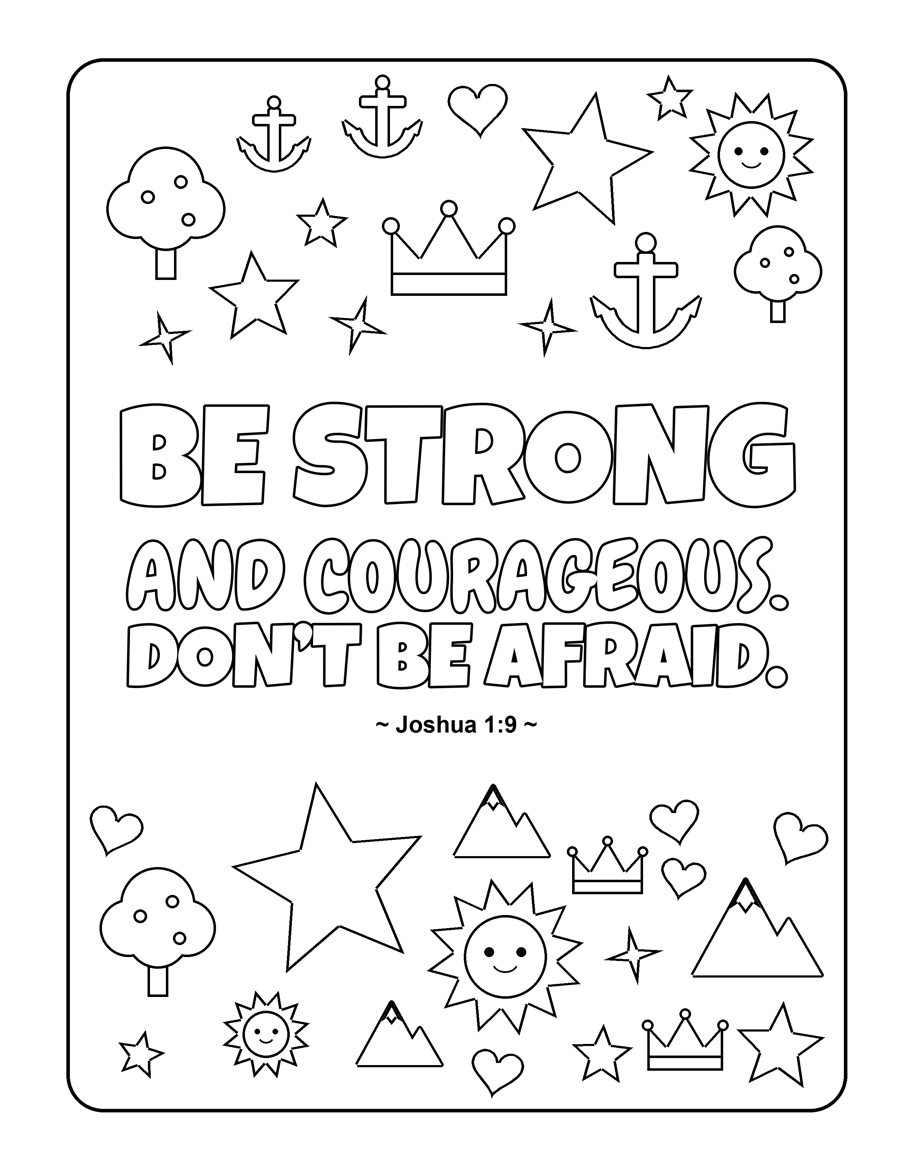 BE STRONG
AND COURAGEOUS.
DON'T BE AFRAID.
~ Joshua 1:9 ~